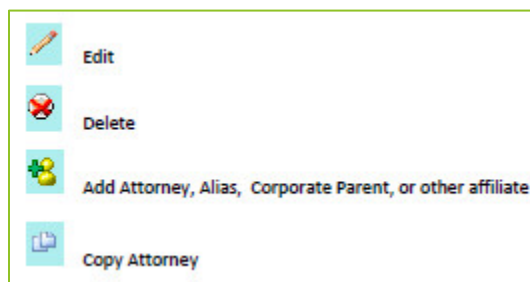 Edit
Delete
Add Attorney, Alias, Corporate Parent, or other affiliate
Copy Attorney